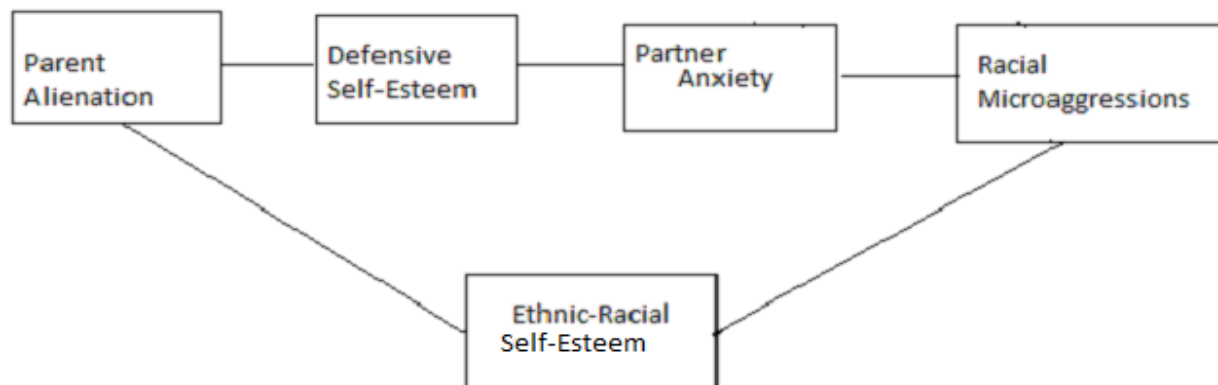 Parent
Alienation
Defensive
Self-Esteem
Partner
Anxiety
Racial
Microaggressions
Ethnic-Racial
Self-Esteem